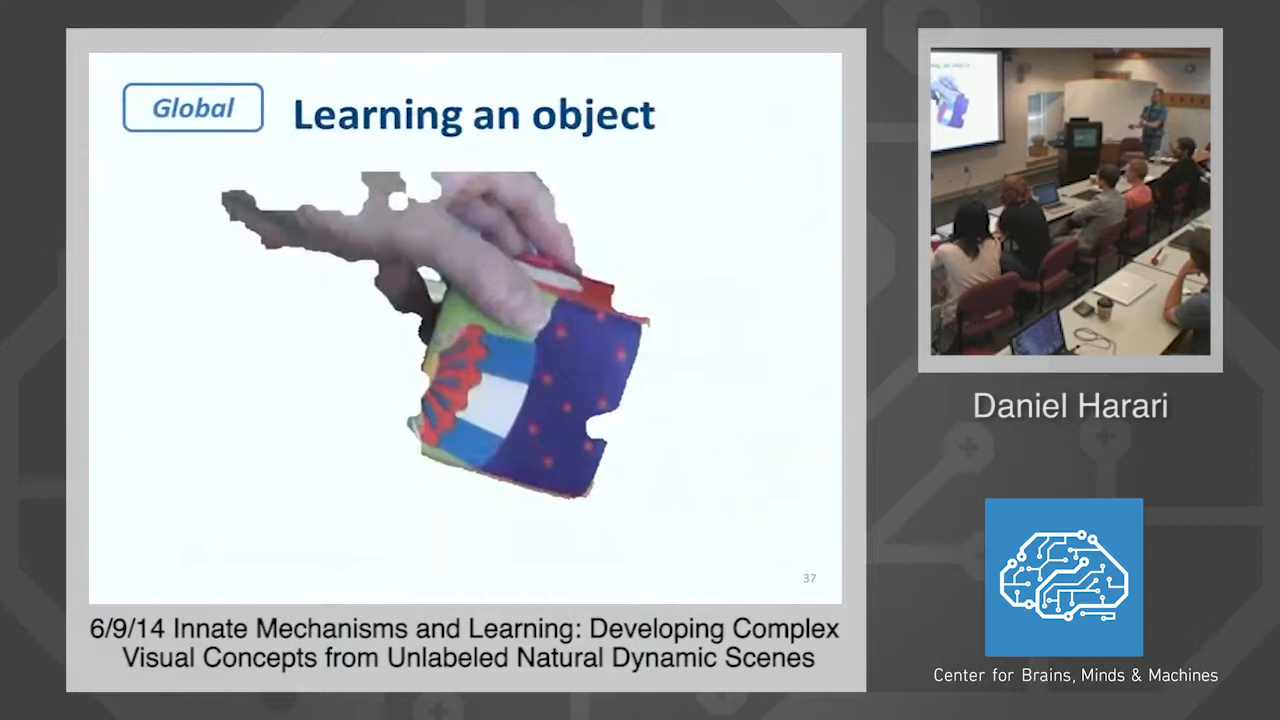 Global
Learning an object
37
6/9/14 Innate Mechanisms and Learning: Developing Complex
Visual Concepts from Unlabeled Natural Dynamic Scenes
Daniel Harari
Center for Brains, Minds & Machines